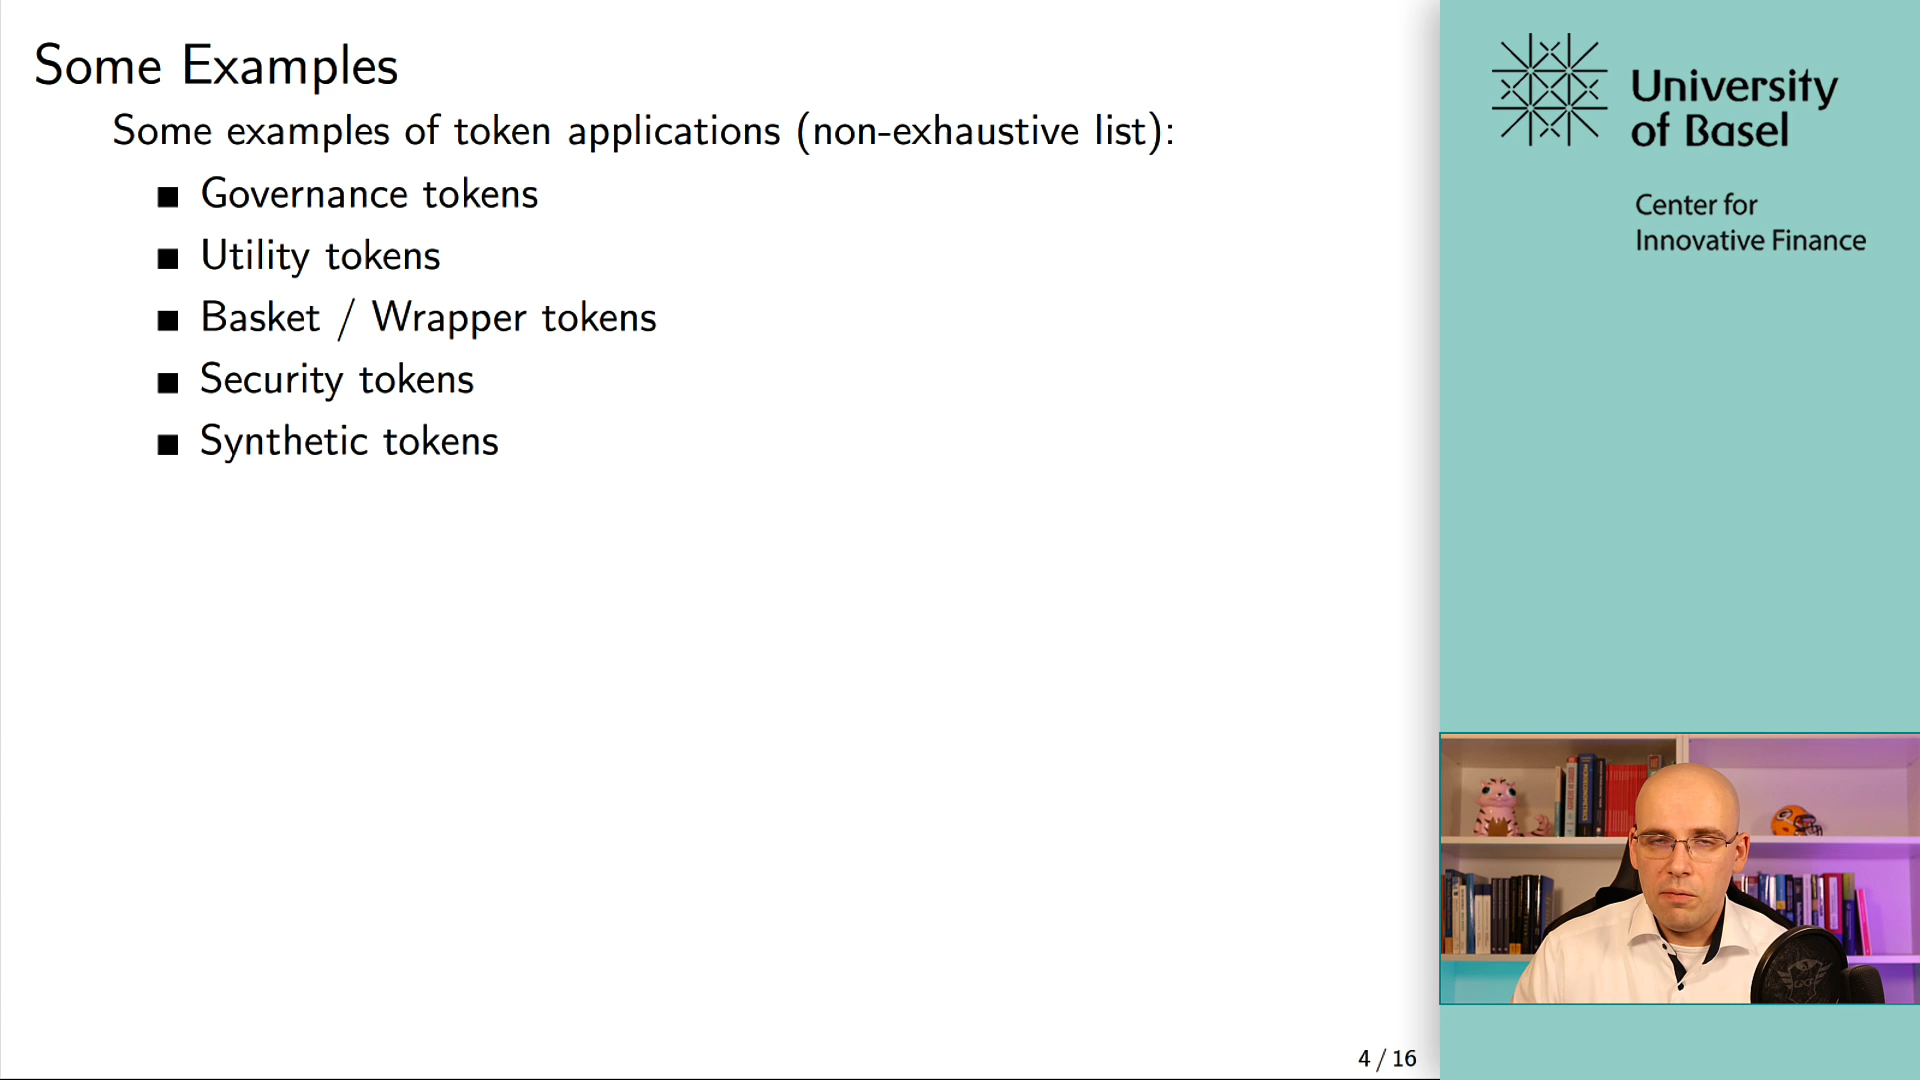 Some Examples
Some examples of token applications (non-exhaustive list):
Governance tokens
Utility tokens
Basket / Wrapper tokens
Security tokens
Synthetic tokens
4 / 16
University
of Basel
Center for
Innovative Finance